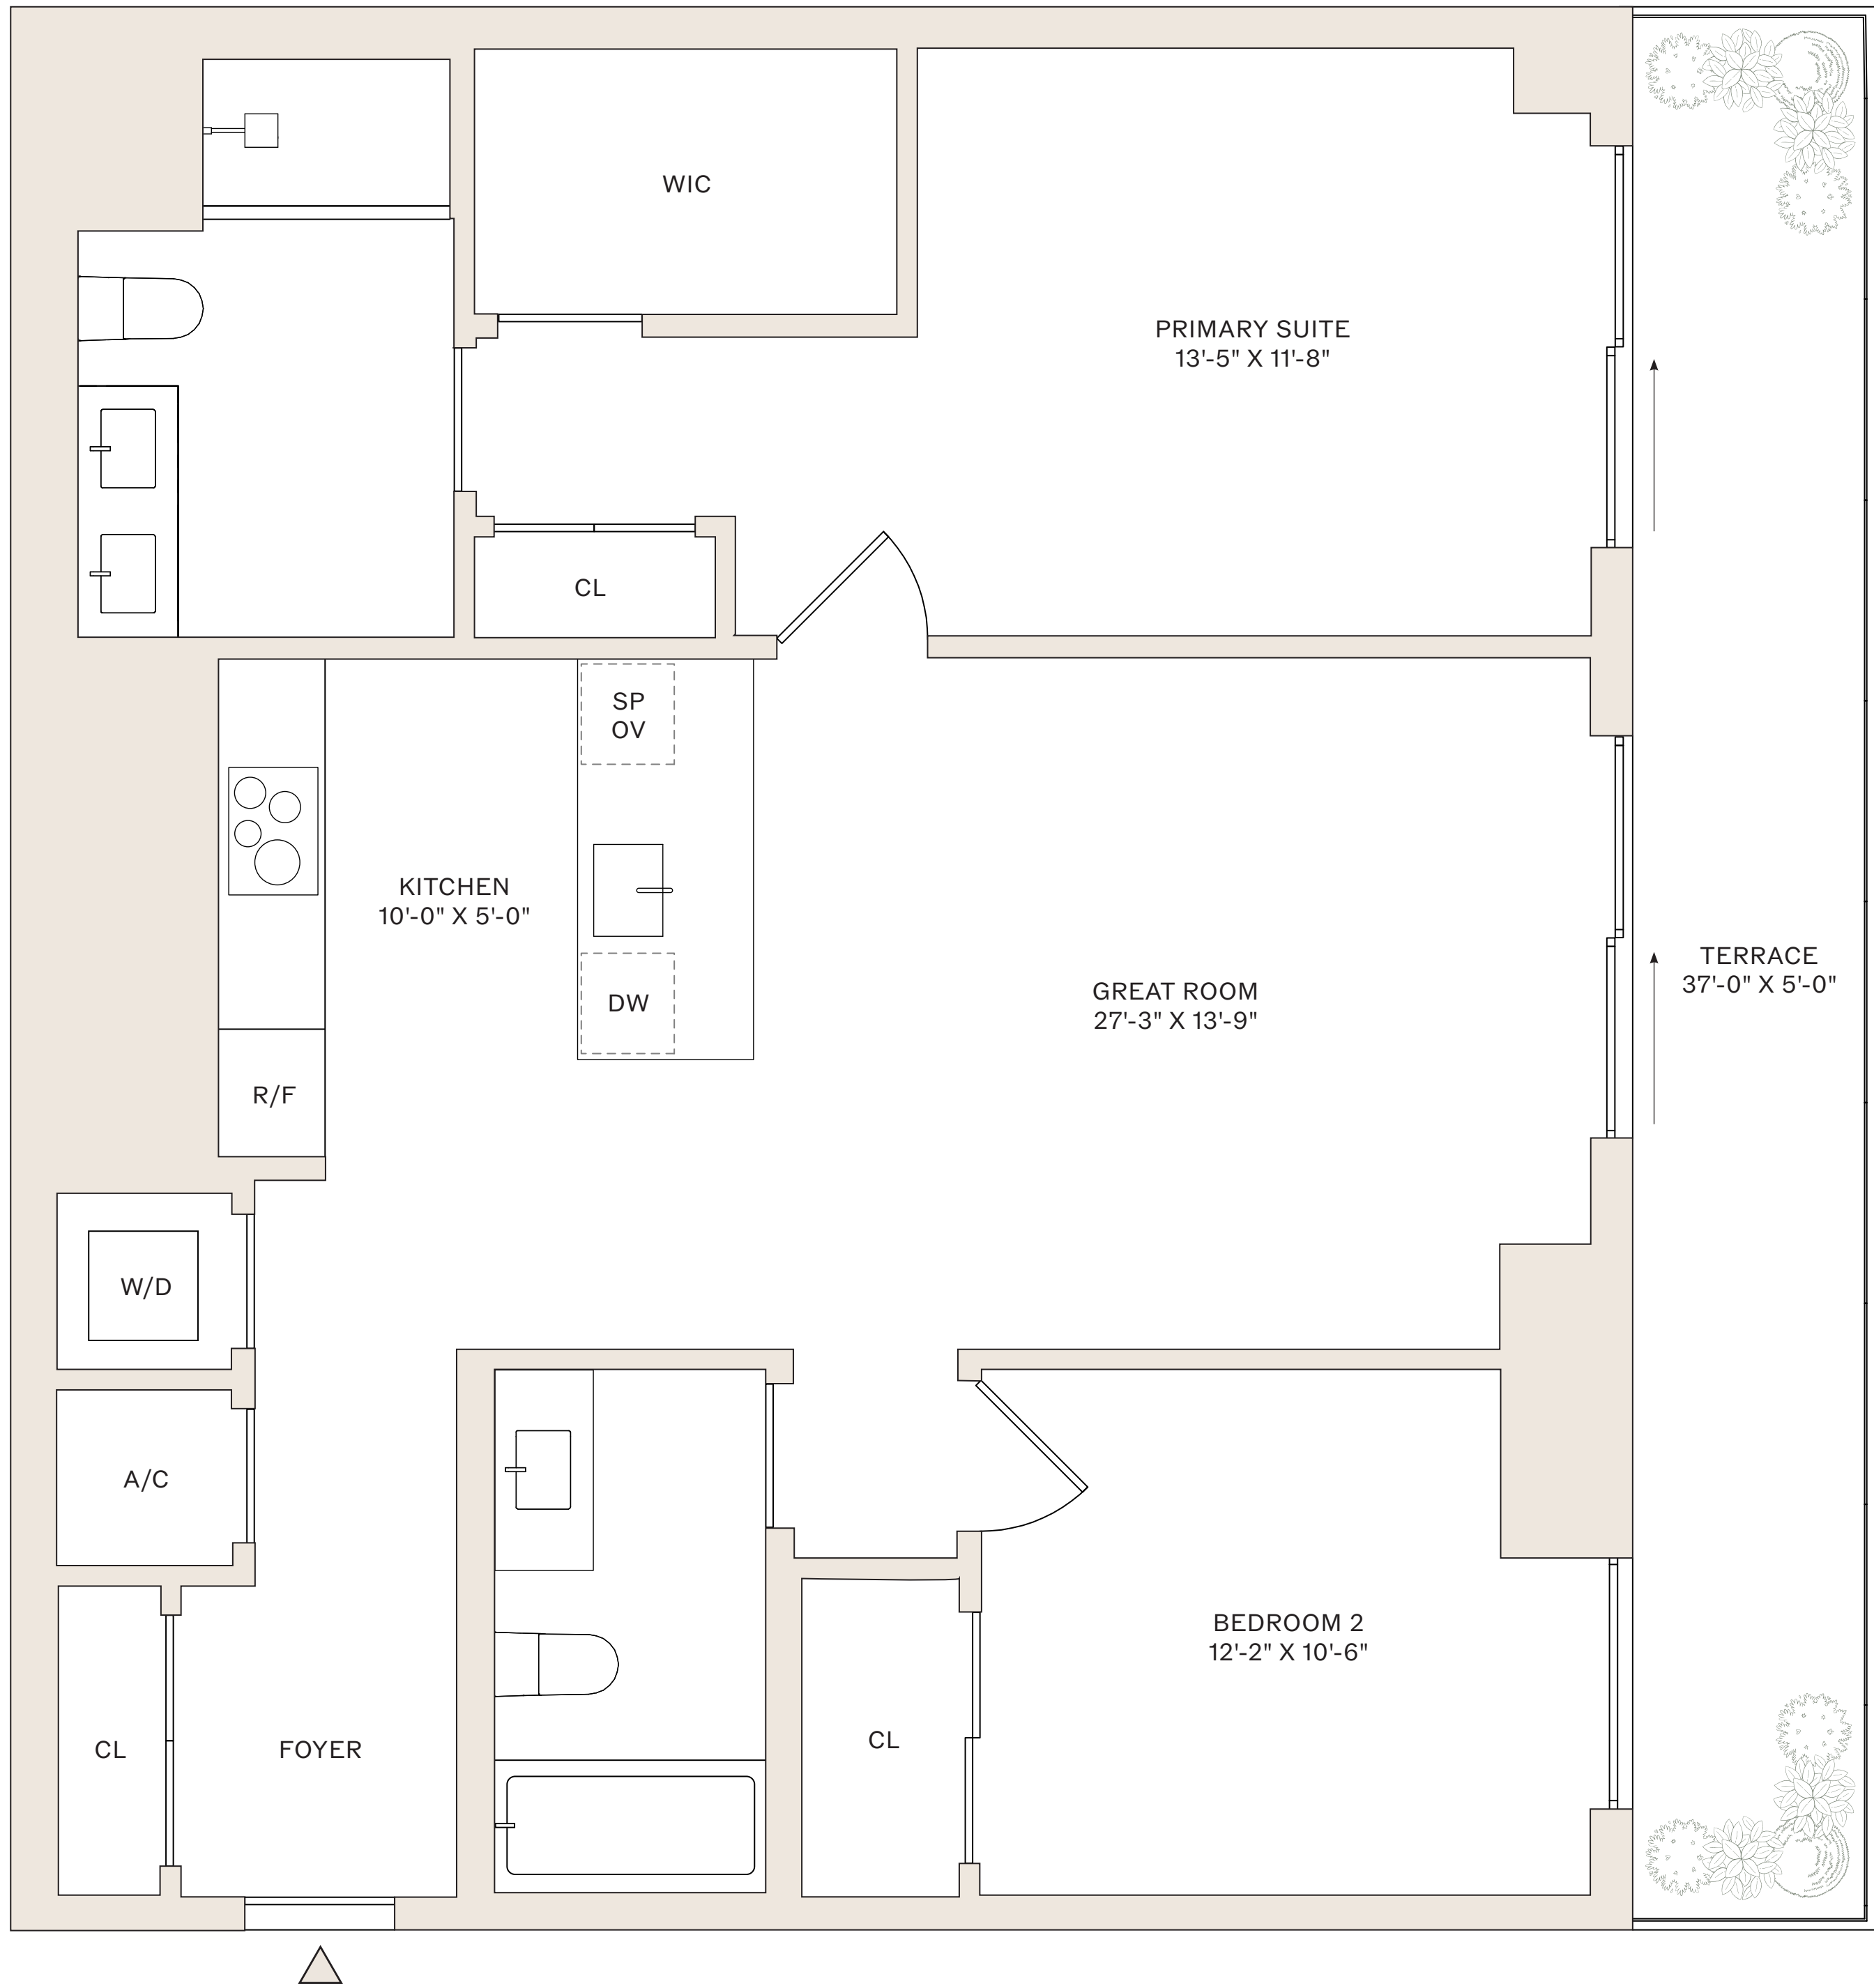 WIC
PRIMARY SUITE
13'-5" X 11'-8"
CL
SP
OV
KITCHEN
10'-0" X 5'-0"
DW
GREAT ROOM
27'-3" X 13'-9"
TERRACE
37'-0" X 5'-0"
R/F
W/D
A/C
BEDROOM 2
12'-2" X 10'-6"
CL
FOYER
CL